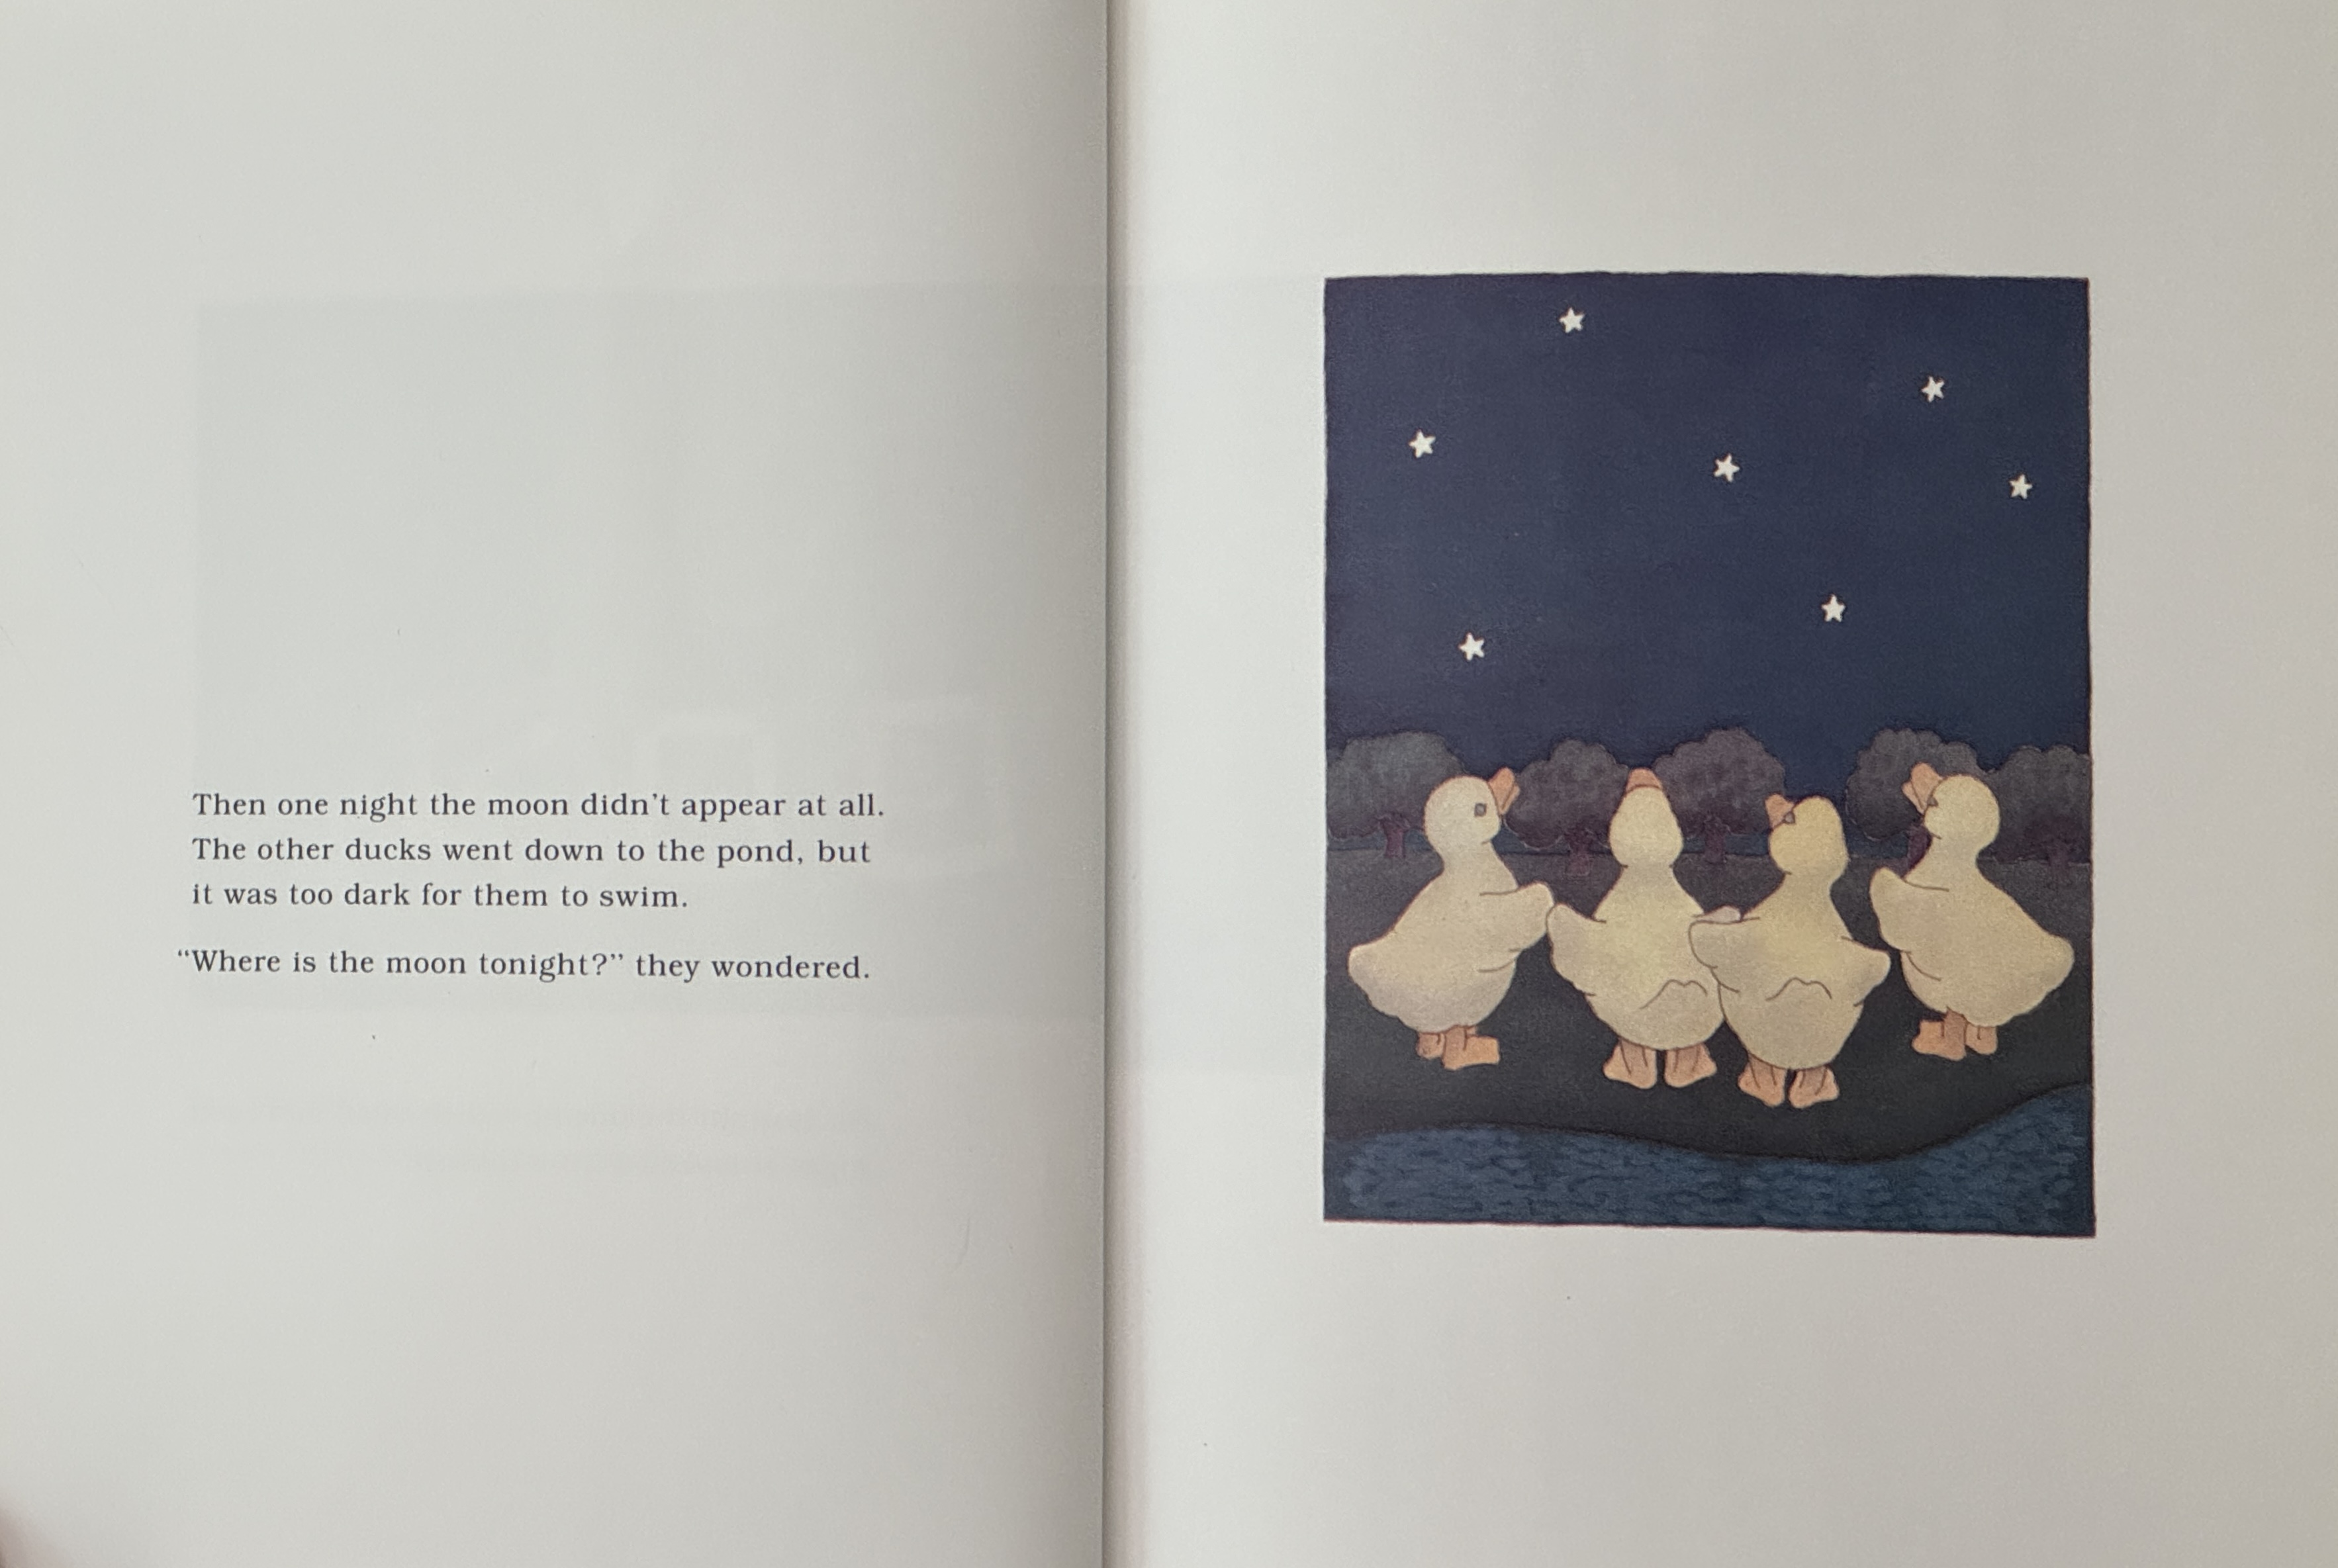 Then one night the moon didn’t appear at all.
The other ducks went down to the pond, but
it was too dark for them to swim.
“Where is the moon tonight?” they wondered.